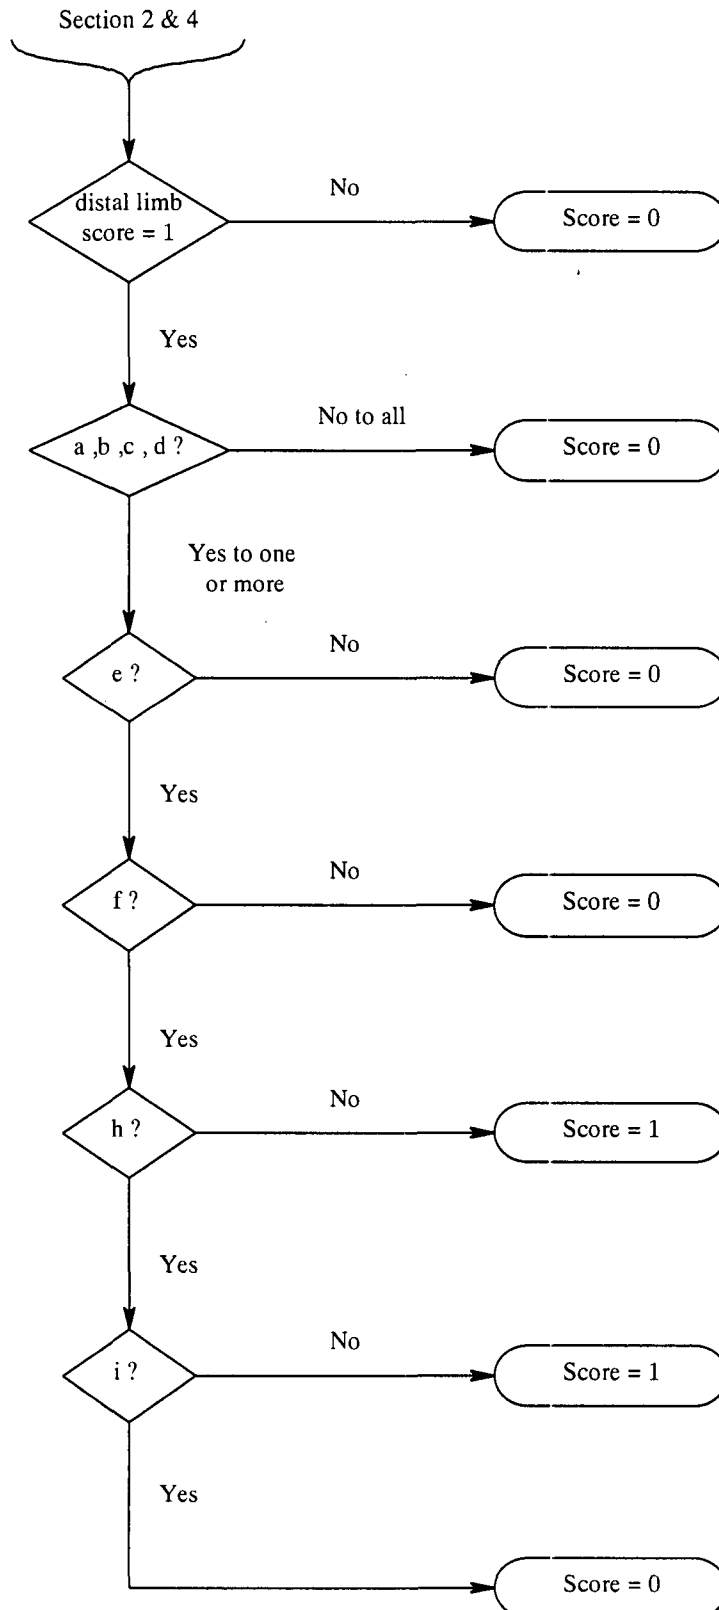 Section 2 & 4
distal limb
score = 1
No
Score = 0
Yes
a ,b ,c , d ?
No to all
Score = 0
Yes to one
or more
e ?
No
Score = 0
Yes
f ?
No
Score = 0
Yes
h ?
No
Score = 1
Yes
i ?
No
Score = 1
Yes
Score = 0